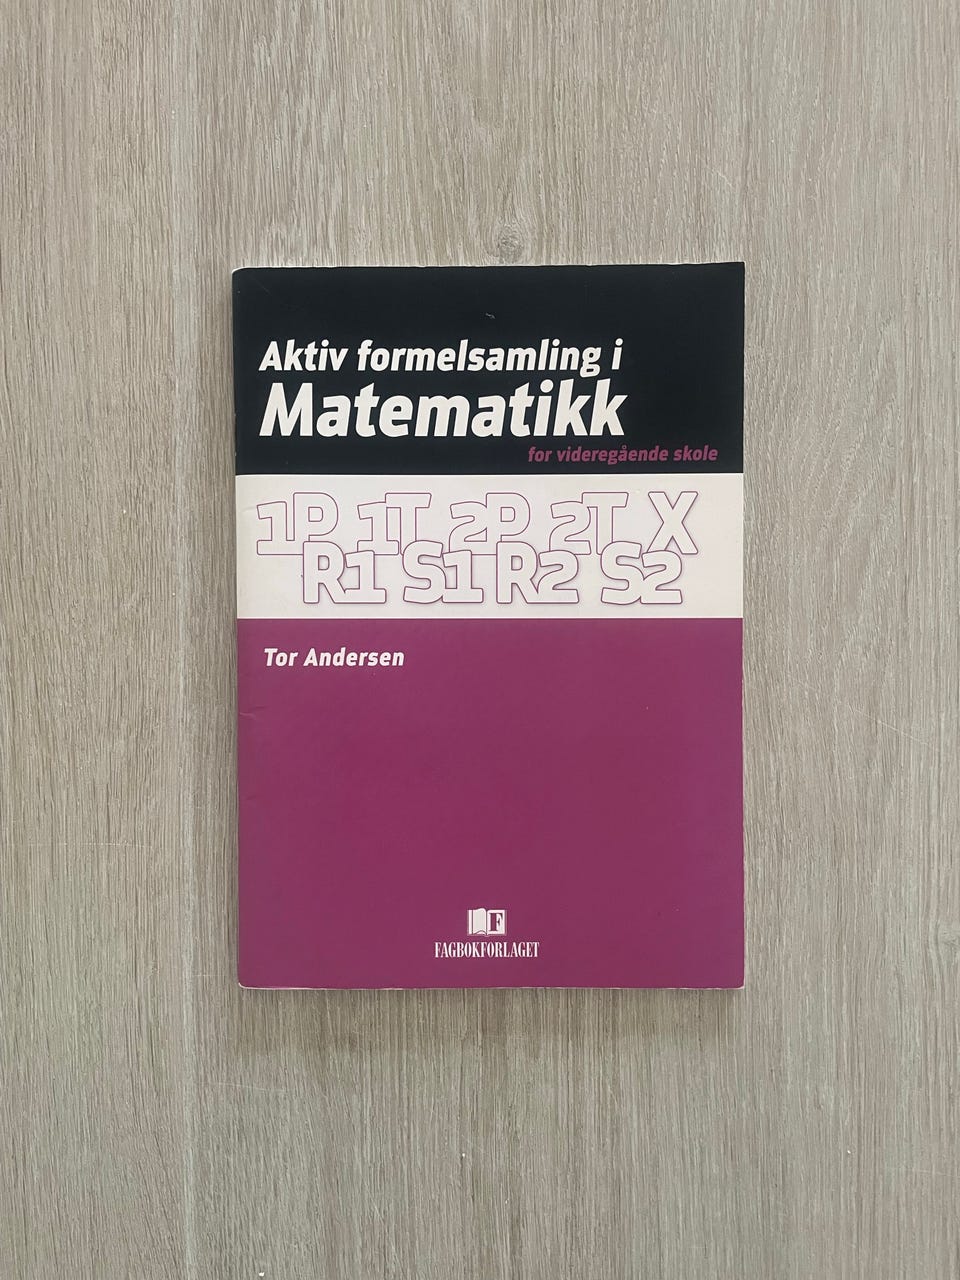 Aktiv formelsamling i
Matematikk
for videregående skole
1P 1T 2P 2T X
R1 S1 R2 S2
Tor Andersen
F
FAGBOKFORLAGET